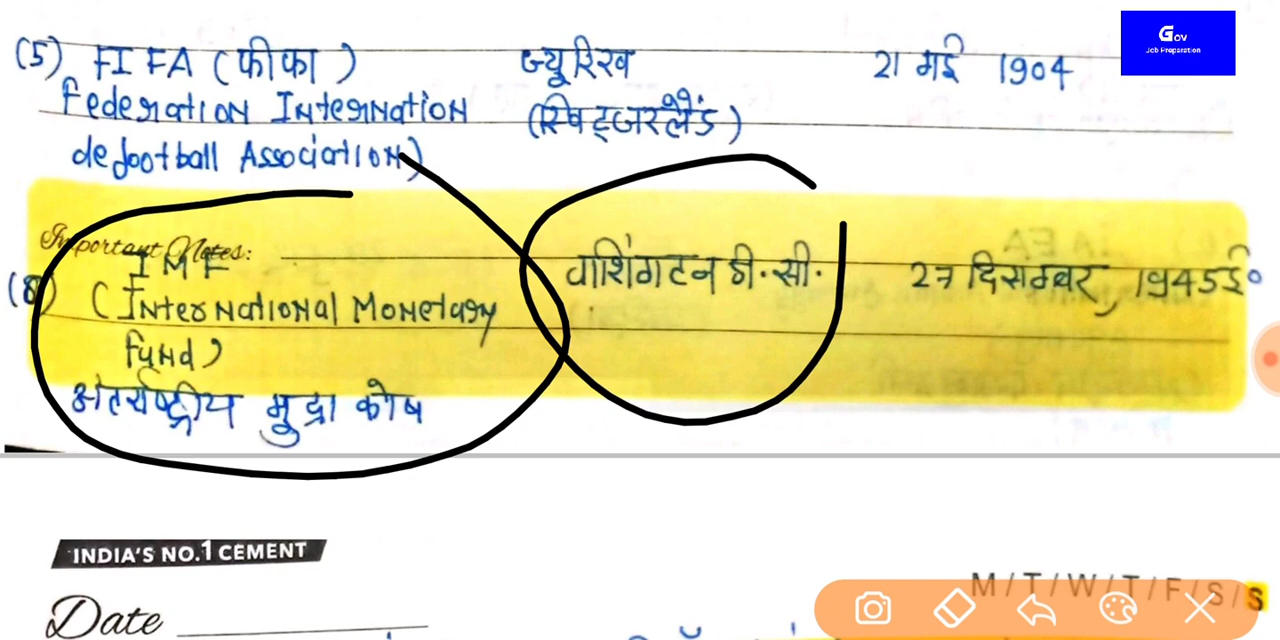 Gov
Job Preparation
(5) FIFA (फीफा) ज्यूरिख 21 मई 1904
Federation Internation (स्विट्जरलैंड)
de football Association)
Important Notes:
(8) IMF वाशिंगटन डी.सी. 27 दिसम्बर, 1945ई०
(International Monetary
fund)
अंतर्राष्ट्रीय मुद्रा कोष
INDIA'S NO.1 CEMENT
M/T/W/T/F/S/S
Date